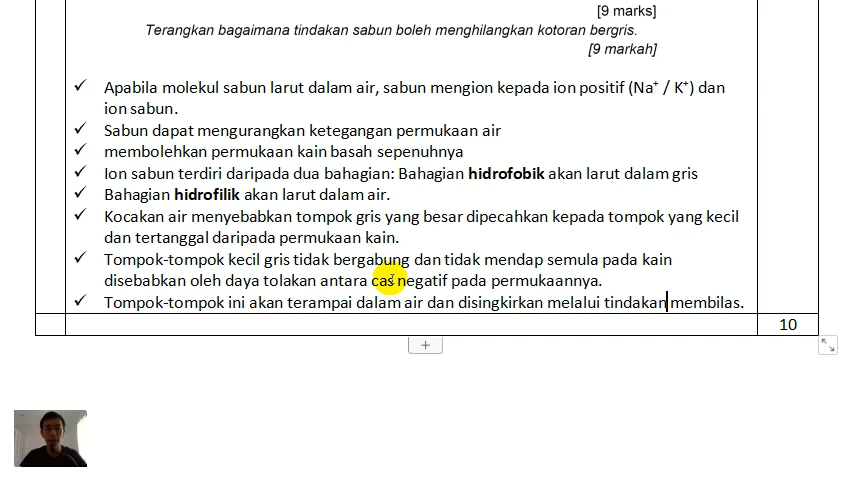 [9 marks]
Terangkan bagaimana tindakan sabun boleh menghilangkan kotoran bergris.
[9 markah]
✓ Apabila molekul sabun larut dalam air, sabun mengion kepada ion positif (Na⁺ / K⁺) dan
ion sabun.
✓ Sabun dapat mengurangkan ketegangan permukaan air
✓ membolehkan permukaan kain basah sepenuhnya
✓ Ion sabun terdiri daripada dua bahagian: Bahagian hidrofobik akan larut dalam gris
✓ Bahagian hidrofilik akan larut dalam air.
✓ Kocakan air menyebabkan tompok gris yang besar dipecahkan kepada tompok yang kecil
dan tertanggal daripada permukaan kain.
✓ Tompok-tompok kecil gris tidak bergabung dan tidak mendap semula pada kain
disebabkan oleh daya tolakan antara cas negatif pada permukaannya.
✓ Tompok-tompok ini akan terampai dalam air dan disingkirkan melalui tindakan membilas.
10